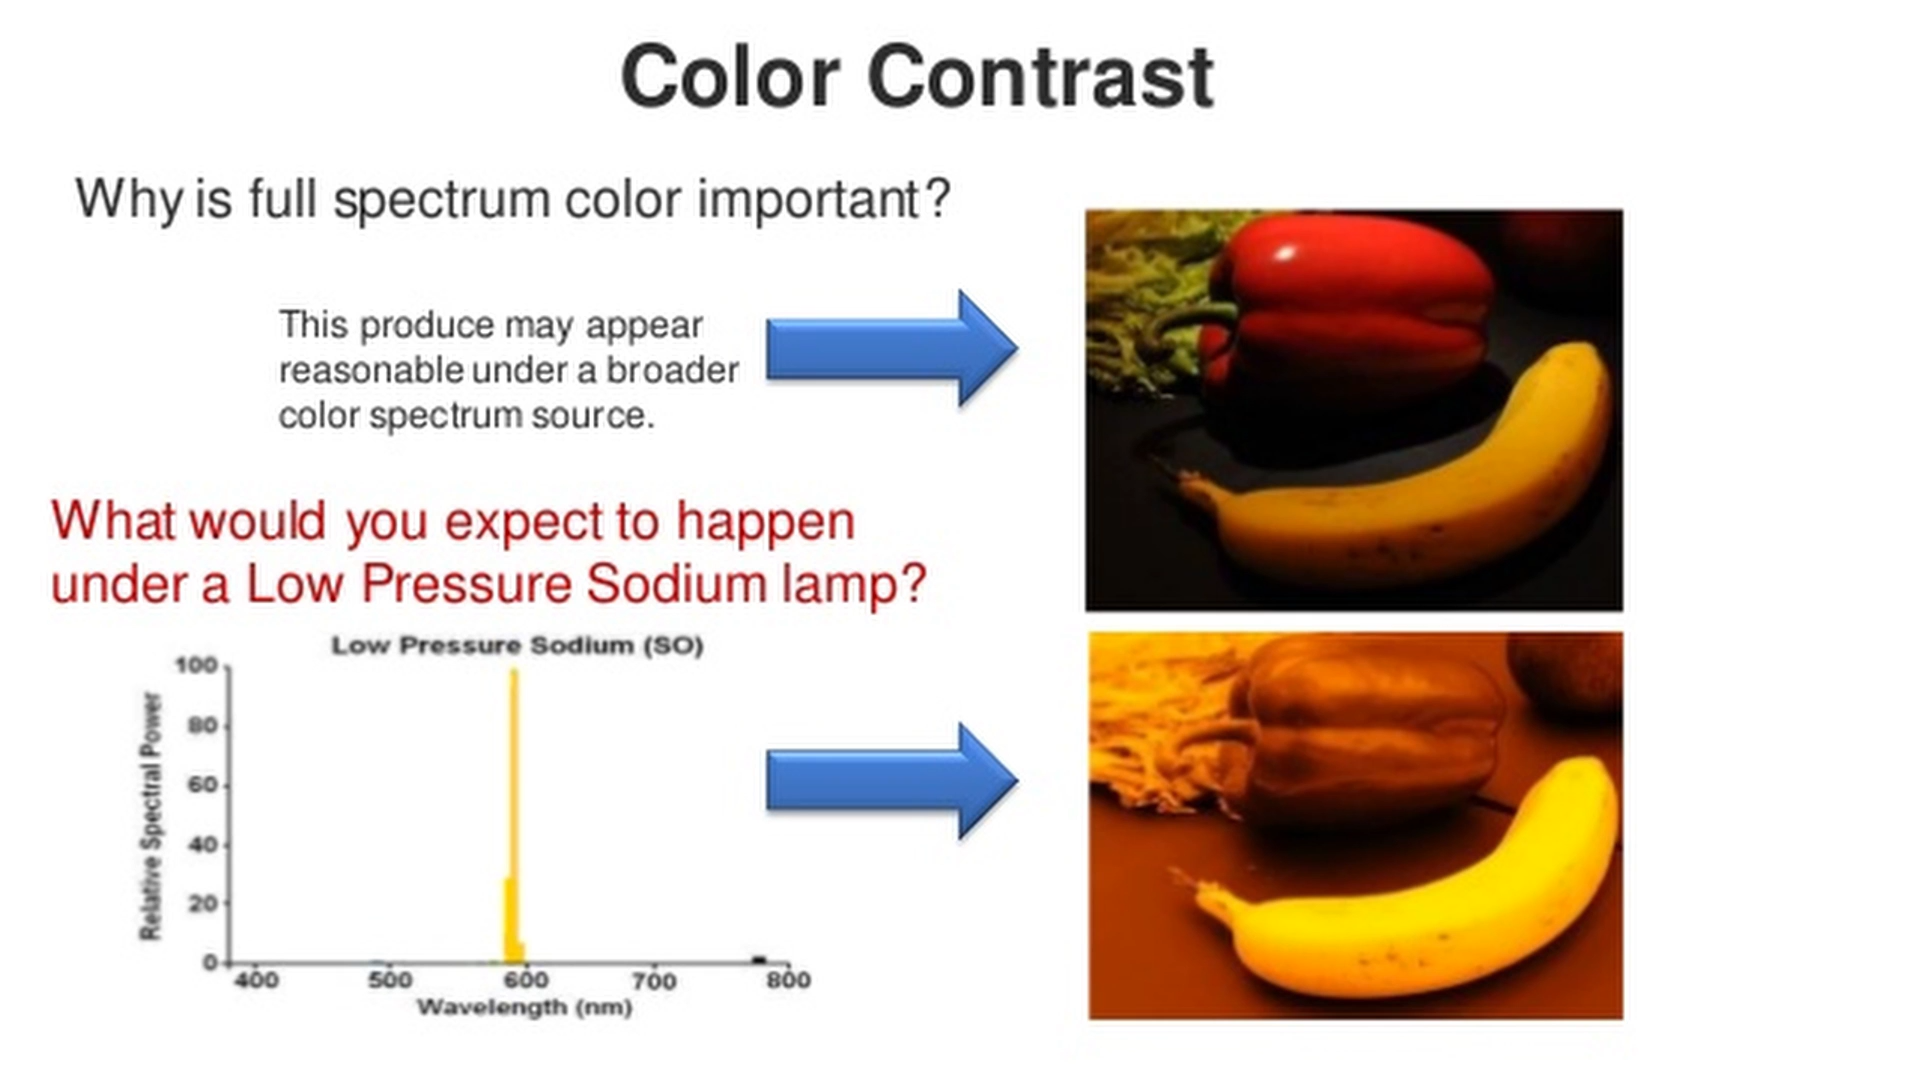 Color Contrast
Why is full spectrum color important?
This produce may appear
reasonable under a broader
color spectrum source.
What would you expect to happen
under a Low Pressure Sodium lamp?
Low Pressure Sodium (SO)
Relative Spectral Power
100
80
60
40
20
0
400 500 600 700 800
Wavelength (nm)